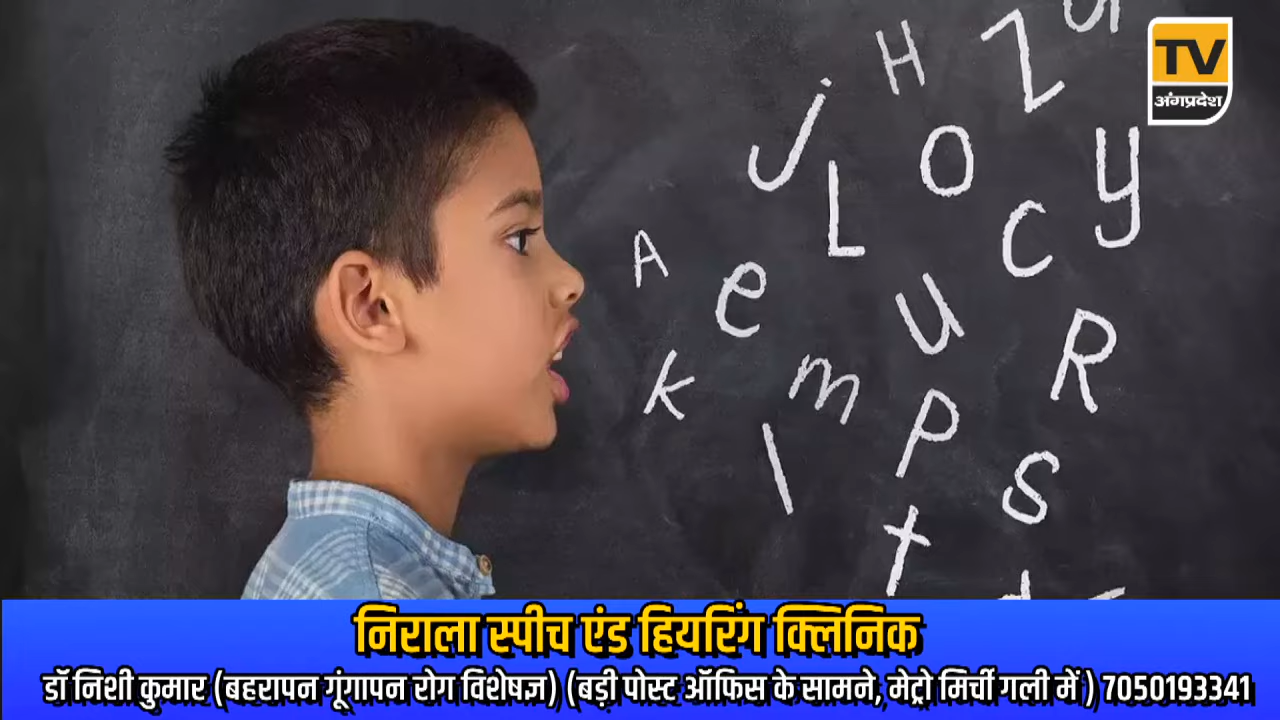 H
Z
TV
अंगप्रदेश
J
L
O
y
C
A
e
u
R
K
m
P
l
S
t
निराला स्पीच एंड हियरिंग क्लिनिक
डॉ निशी कुमार (बहरापन गूंगापन रोग विशेषज्ञ) (बड़ी पोस्ट ऑफिस के सामने, मेट्रो मिर्ची गली में ) 7050193341